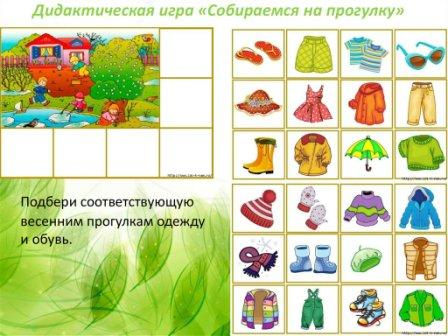 Дидактическая игра «Собираемся на прогулку»
Подбери соответствующую
весенним прогулкам одежду
и обувь.